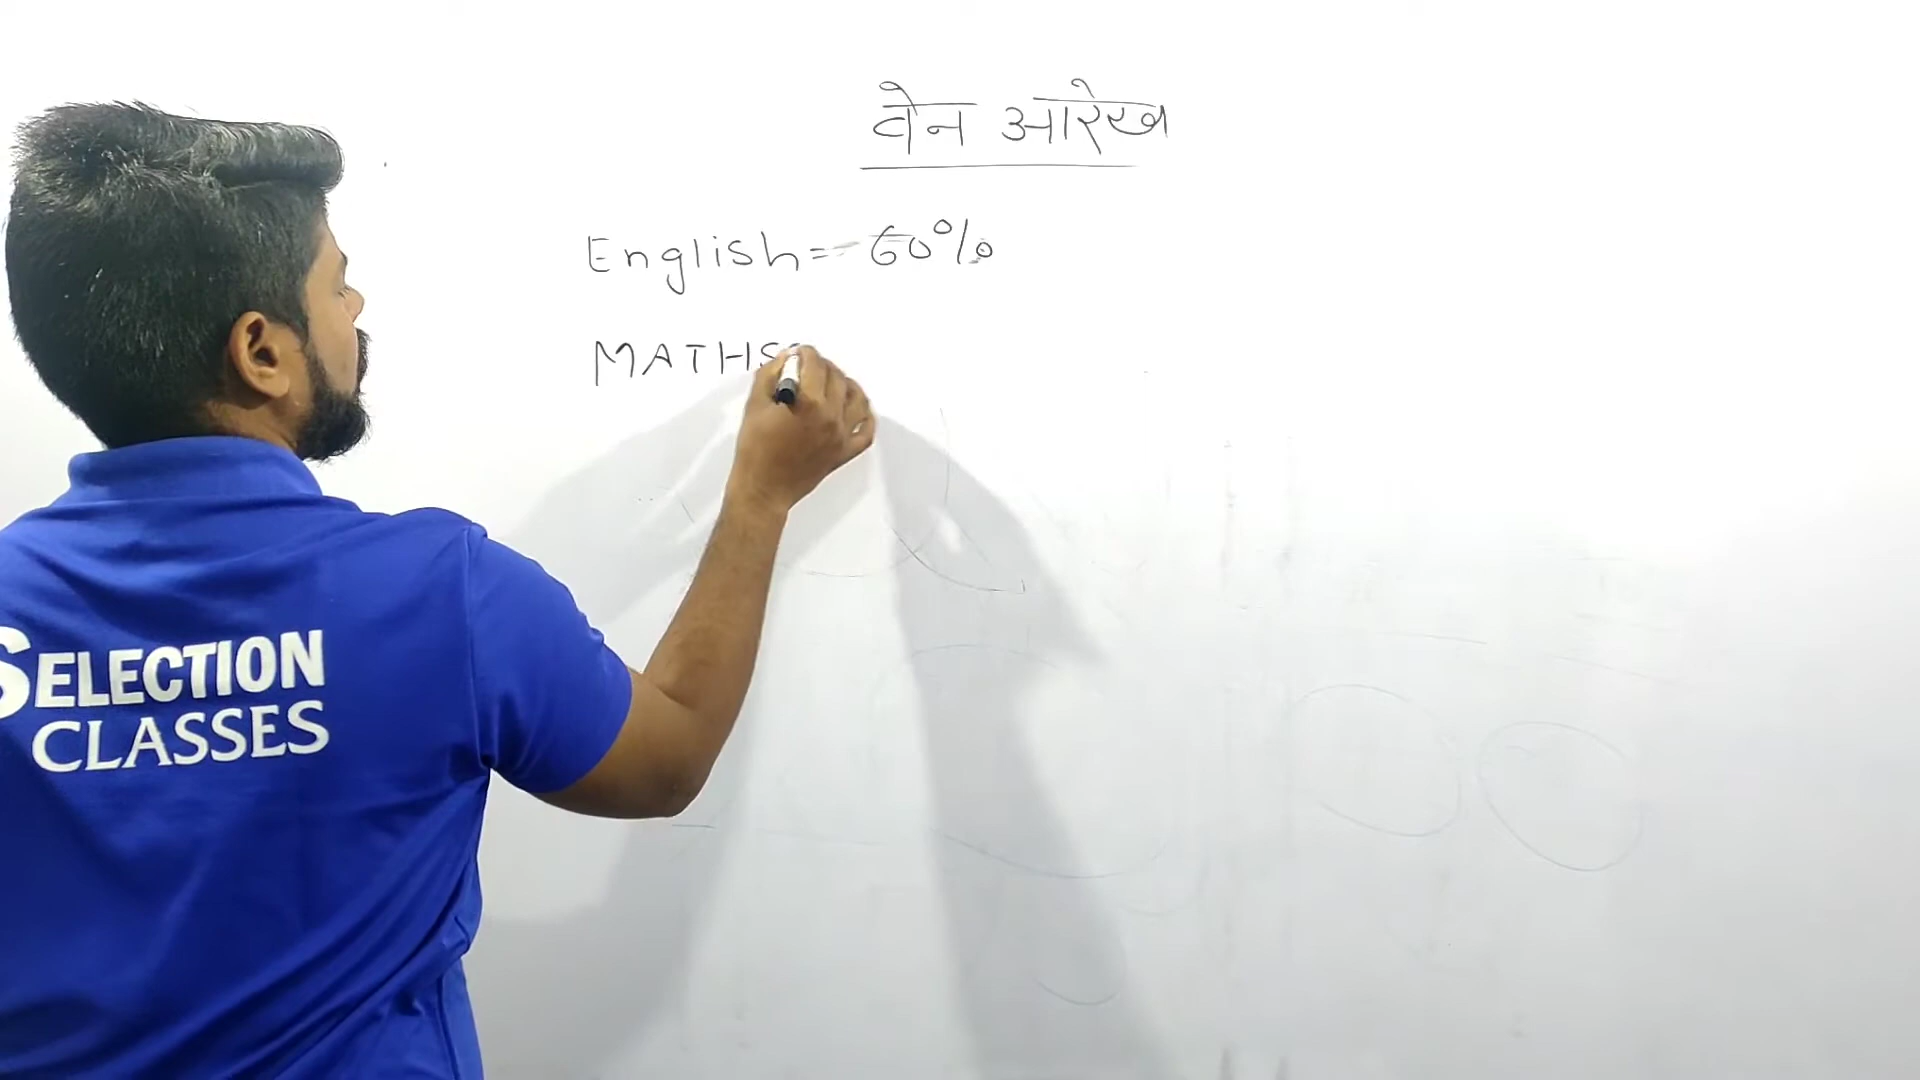 वेन आरेख
English = 60%
MATHS
SELECTION
CLASSES